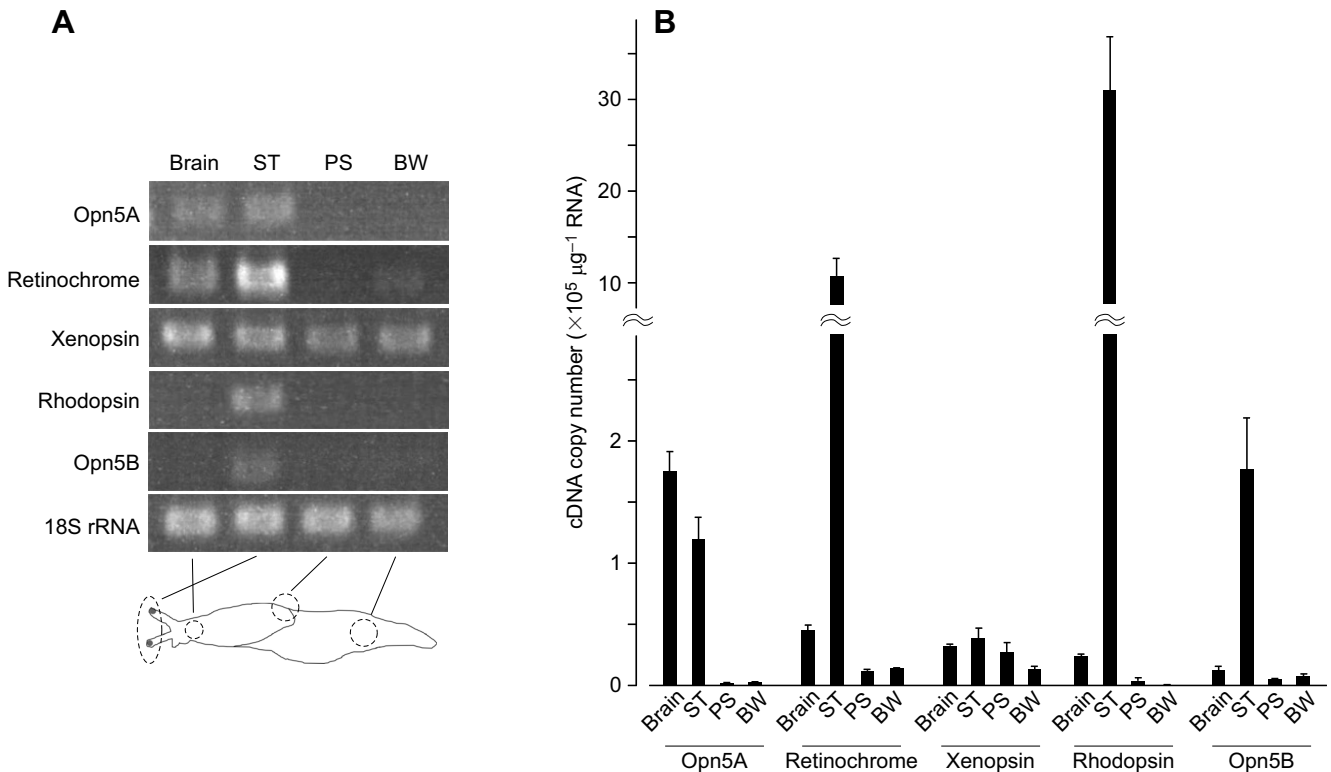 A
Brain ST PS BW
Opn5A
Retinochrome
Xenopsin
Rhodopsin
Opn5B
18S rRNA
B
cDNA copy number (×10⁵ µg⁻¹ RNA)
30
20
10
2
1
0
Brain ST PS BW Brain ST PS BW Brain ST PS BW Brain ST PS BW Brain ST PS BW
Opn5A Retinochrome Xenopsin Rhodopsin Opn5B